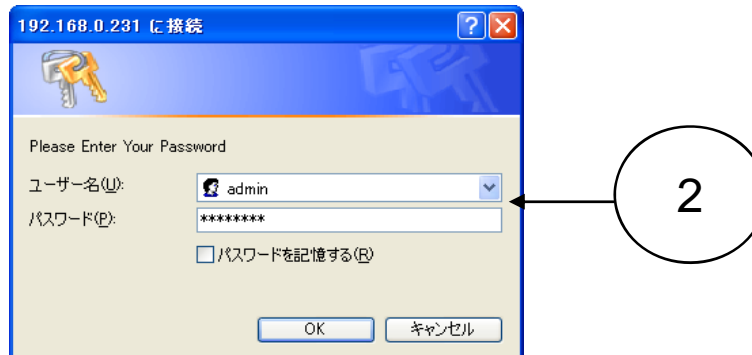 192.168.0.231 に接続
Please Enter Your Password
ユーザー名(U):
admin
パスワード(P):
********
パスワードを記憶する(R)
OK
キャンセル
2